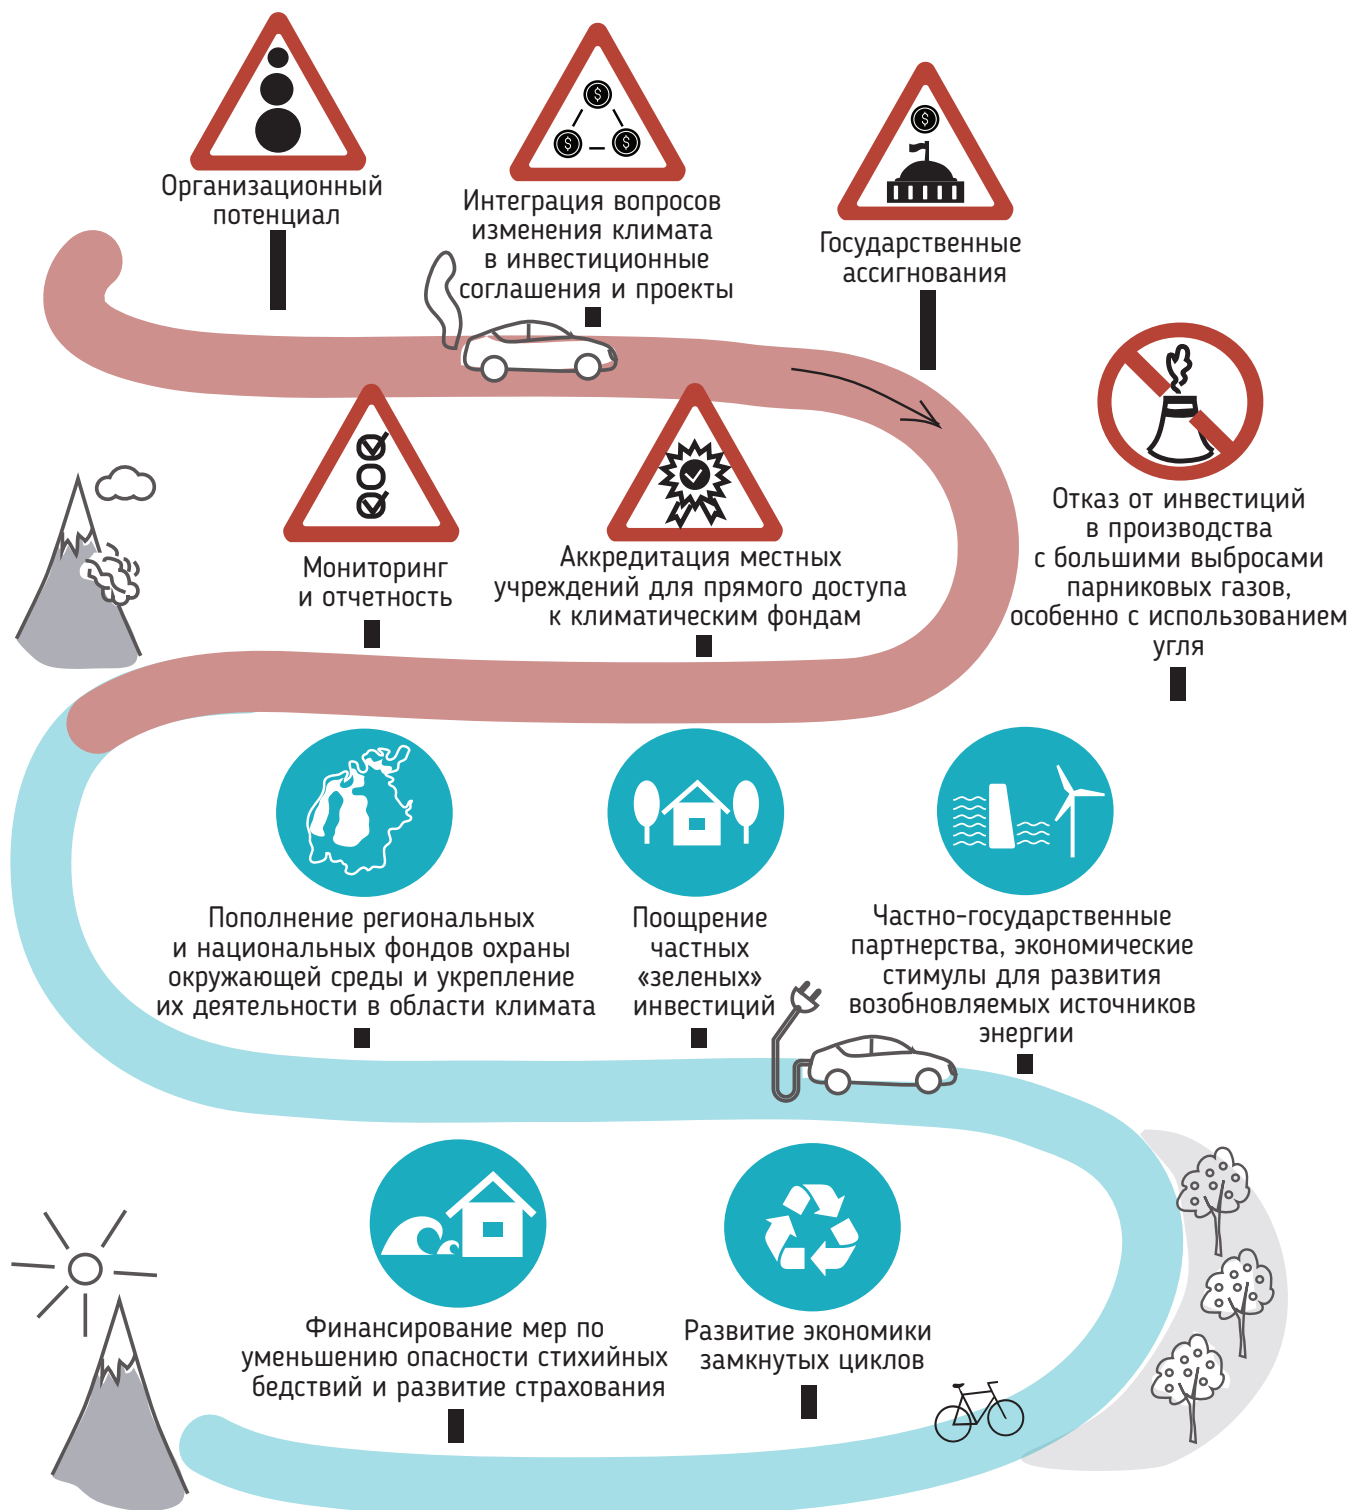 Организационный
потенциал
Интеграция вопросов
изменения климата
в инвестиционные
соглашения и проекты
Государственные
ассигнования
Мониторинг
и отчетность
Аккредитация местных
учреждений для прямого доступа
к климатическим фондам
Отказ от инвестиций
в производства
с большими выбросами
парниковых газов,
особенно с использованием
угля
Пополнение региональных
и национальных фондов охраны
окружающей среды и укрепление
их деятельности в области климата
Поощрение
частных
«зеленых»
инвестиций
Частно-государственные
партнерства, экономические
стимулы для развития
возобновляемых источников
энергии
Финансирование мер по
уменьшению опасности стихийных
бедствий и развитие страхования
Развитие экономики
замкнутых циклов